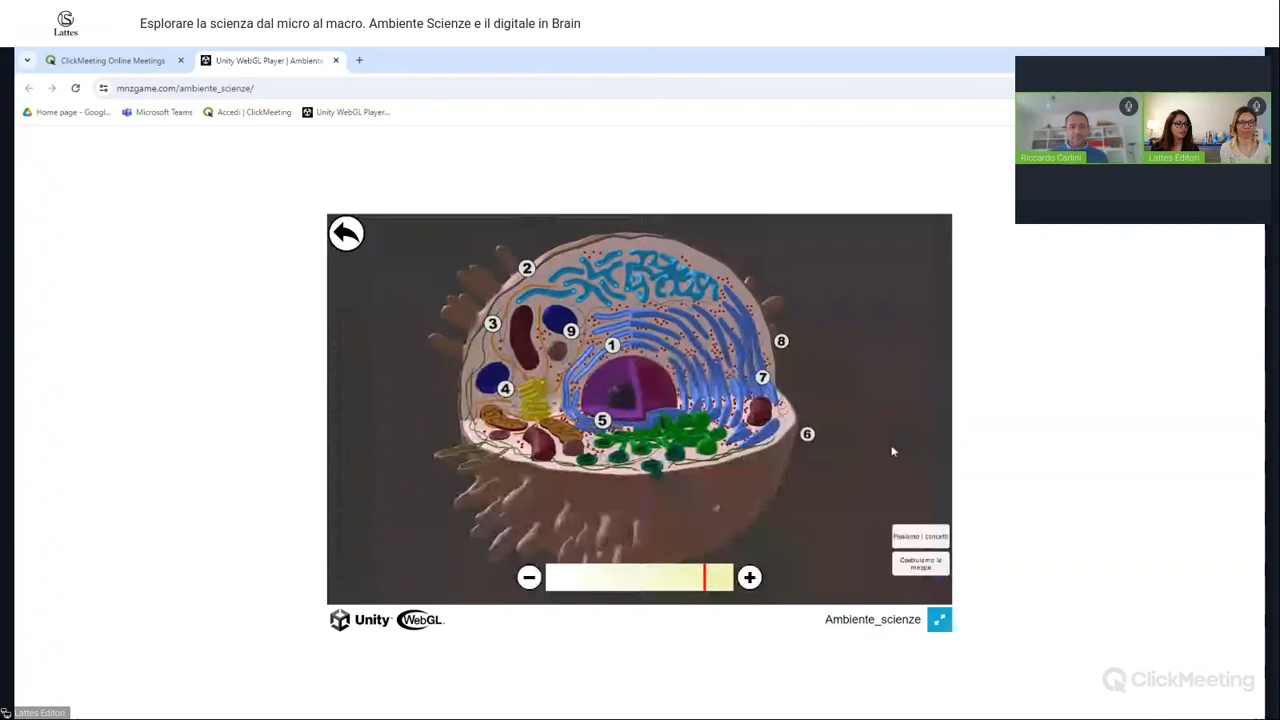 Lattes
Esplorare la scienza dal micro al macro. Ambiente Scienze e il digitale in Brain
ClickMeeting Online Meetings
Unity WebGL Player | Ambiente
mnzgame.com/ambiente_scienze/
Home page - Googl...
Microsoft Teams
Accedi | ClickMeeting
Unity WebGL Player...
Riccardo Carlini
Lattes Editori
2
3
9
1
8
4
7
5
6
Fissiamo i concetti
Costruiamo la
mappa
Unity
WebGL
Ambiente_scienze
ClickMeeting
Lattes Editori